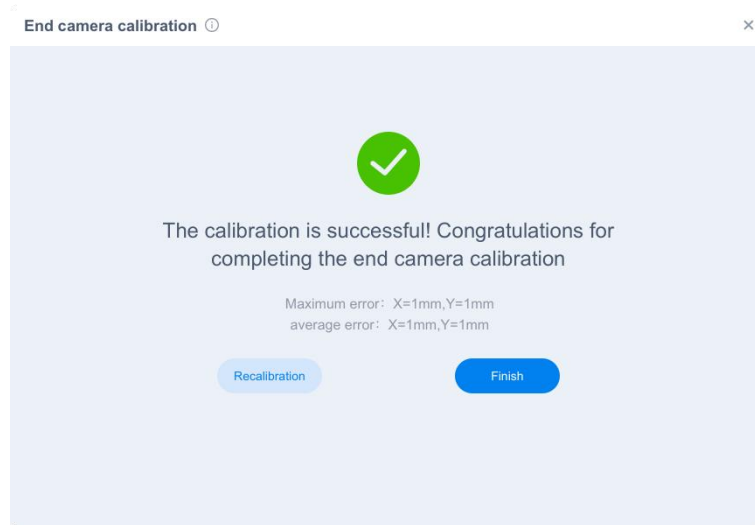 End camera calibration
The calibration is successful! Congratulations for
completing the end camera calibration
Maximum error：X=1mm,Y=1mm
average error：X=1mm,Y=1mm
Recalibration
Finish